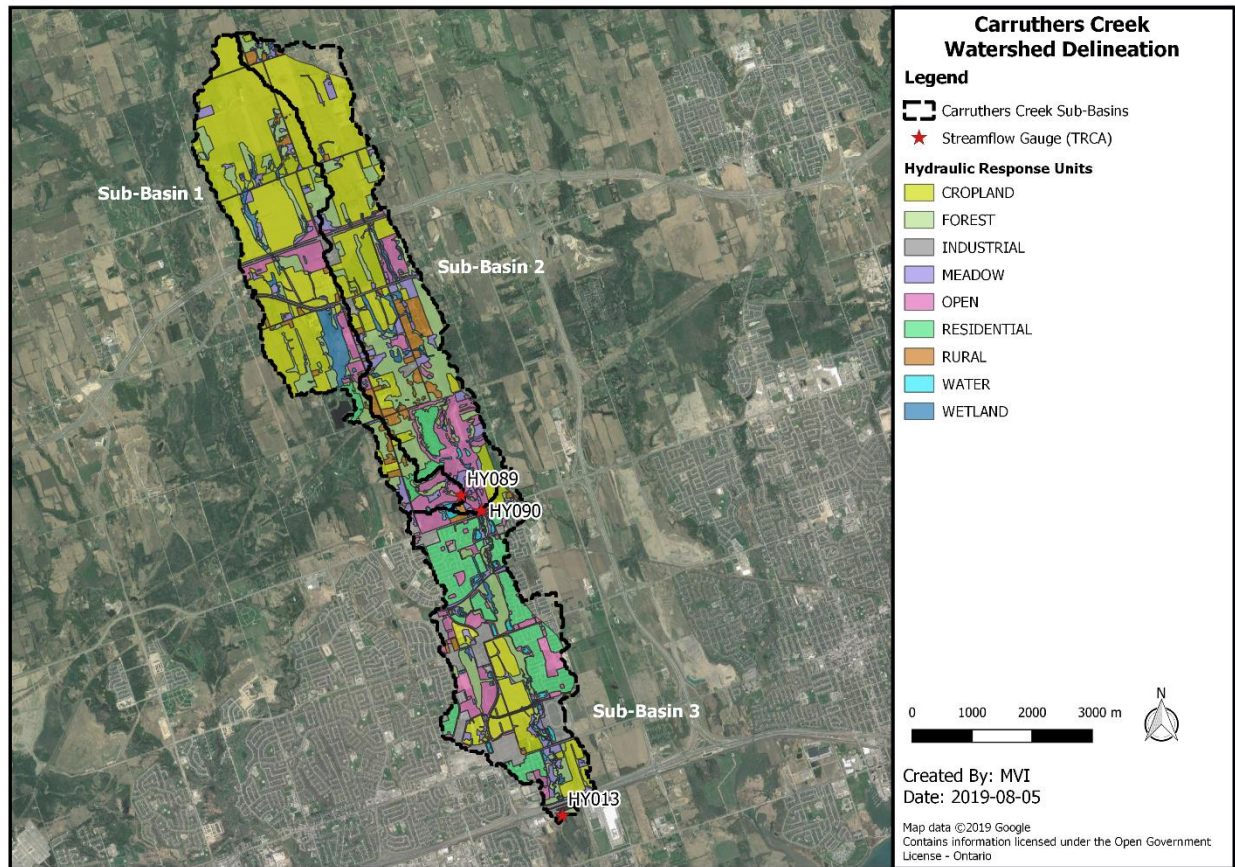 Carruthers Creek
Watershed Delineation
Legend
Carruthers Creek Sub-Basins
Streamflow Gauge (TRCA)
Hydraulic Response Units
CROPLAND
FOREST
INDUSTRIAL
MEADOW
OPEN
RESIDENTIAL
RURAL
WATER
WETLAND
Sub-Basin 1
Sub-Basin 2
HY089
HY090
Sub-Basin 3
HY013
0 1000 2000 3000 m
N
Created By: MVI
Date: 2019-08-05
Map data ©2019 Google
Contains information licensed under the Open Government
License - Ontario